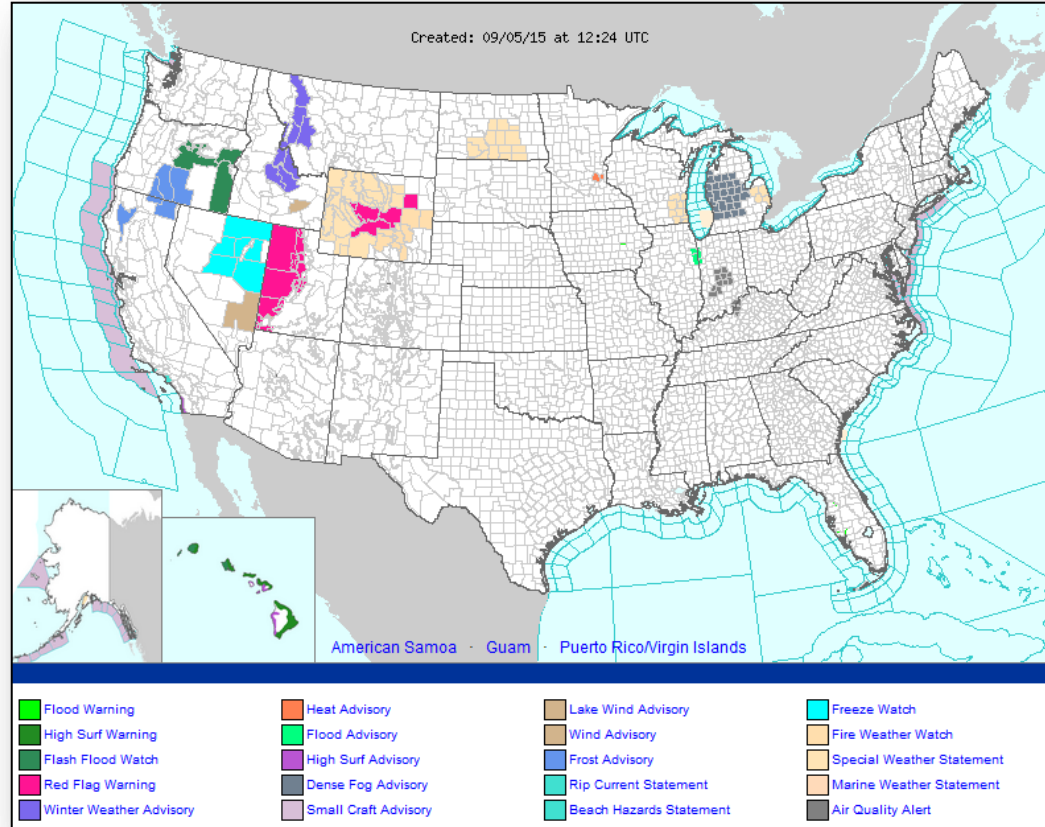 Created: 09/05/15 at 12:24 UTC
American Samoa · Guam · Puerto Rico/Virgin Islands
Flood Warning
High Surf Warning
Flash Flood Watch
Red Flag Warning
Winter Weather Advisory
Heat Advisory
Flood Advisory
High Surf Advisory
Dense Fog Advisory
Small Craft Advisory
Lake Wind Advisory
Wind Advisory
Frost Advisory
Rip Current Statement
Beach Hazards Statement
Freeze Watch
Fire Weather Watch
Special Weather Statement
Marine Weather Statement
Air Quality Alert